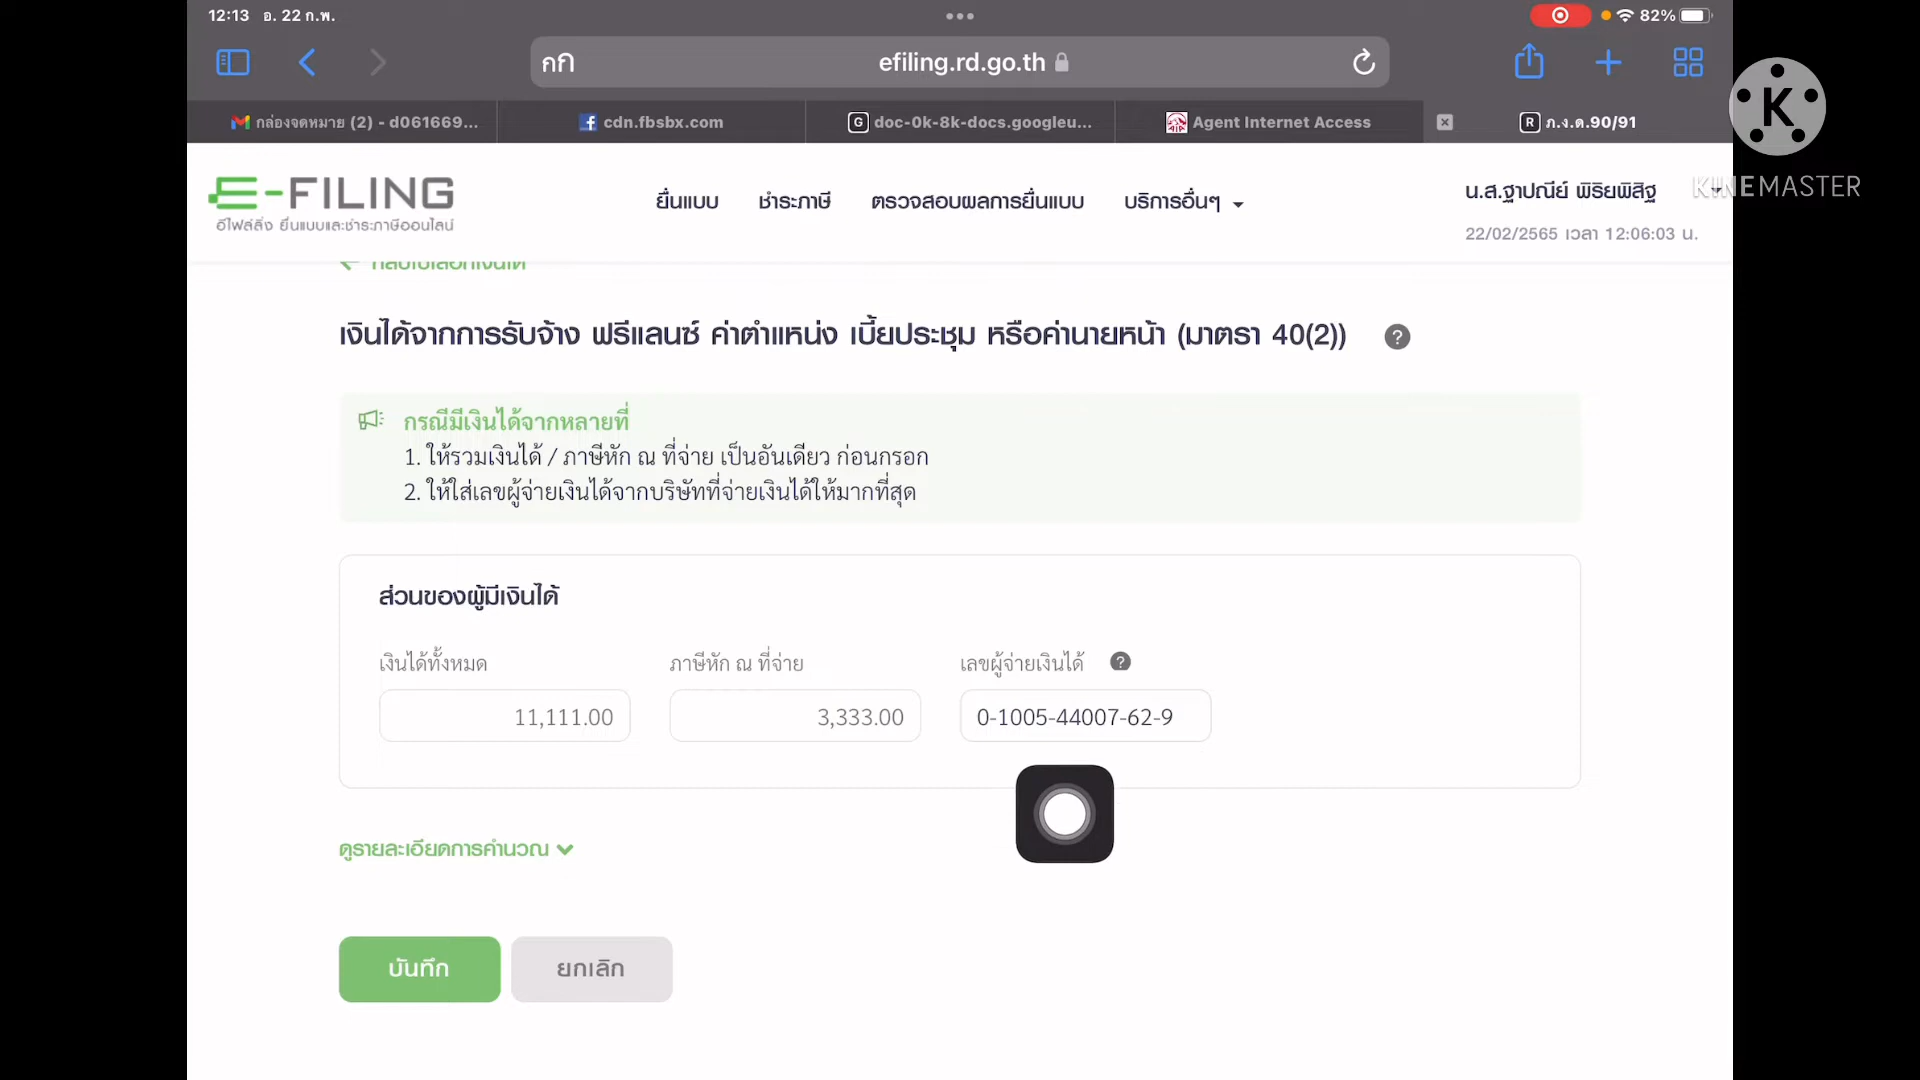 12:13 อ. 22 ก.พ.
82%
กก efiling.rd.go.th
กล่องจดหมาย (2) - d061669...
cdn.fbsbx.com
G doc-0k-8k-docs.googleu...
Agent Internet Access
R ภ.ง.ด.90/91
K
KINEMASTER
E-FILING
อีไฟล์ลิ่ง ยื่นแบบและชำระภาษีออนไลน์
ยื่นแบบ ชำระภาษี ตรวจสอบผลการยื่นแบบ บริการอื่นๆ
น.ส.ฐาปณีย์ พิริยพิสิฐ
22/02/2565 เวลา 12:06:03 น.
กลับไปเลือกเงินได้
เงินได้จากการรับจ้าง ฟรีแลนซ์ ค่าตำแหน่ง เบี้ยประชุม หรือค่านายหน้า (มาตรา 40(2)) ?
กรณีมีเงินได้จากหลายที่
1. ให้รวมเงินได้ / ภาษีหัก ณ ที่จ่าย เป็นอันเดียว ก่อนกรอก
2. ให้ใส่เลขผู้จ่ายเงินได้จากบริษัทที่จ่ายเงินได้ให้มากที่สุด
ส่วนของผู้มีเงินได้
เงินได้ทั้งหมด ภาษีหัก ณ ที่จ่าย เลขผู้จ่ายเงินได้ ?
11,111.00 3,333.00 0-1005-44007-62-9
ดูรายละเอียดการคำนวณ
บันทึก ยกเลิก